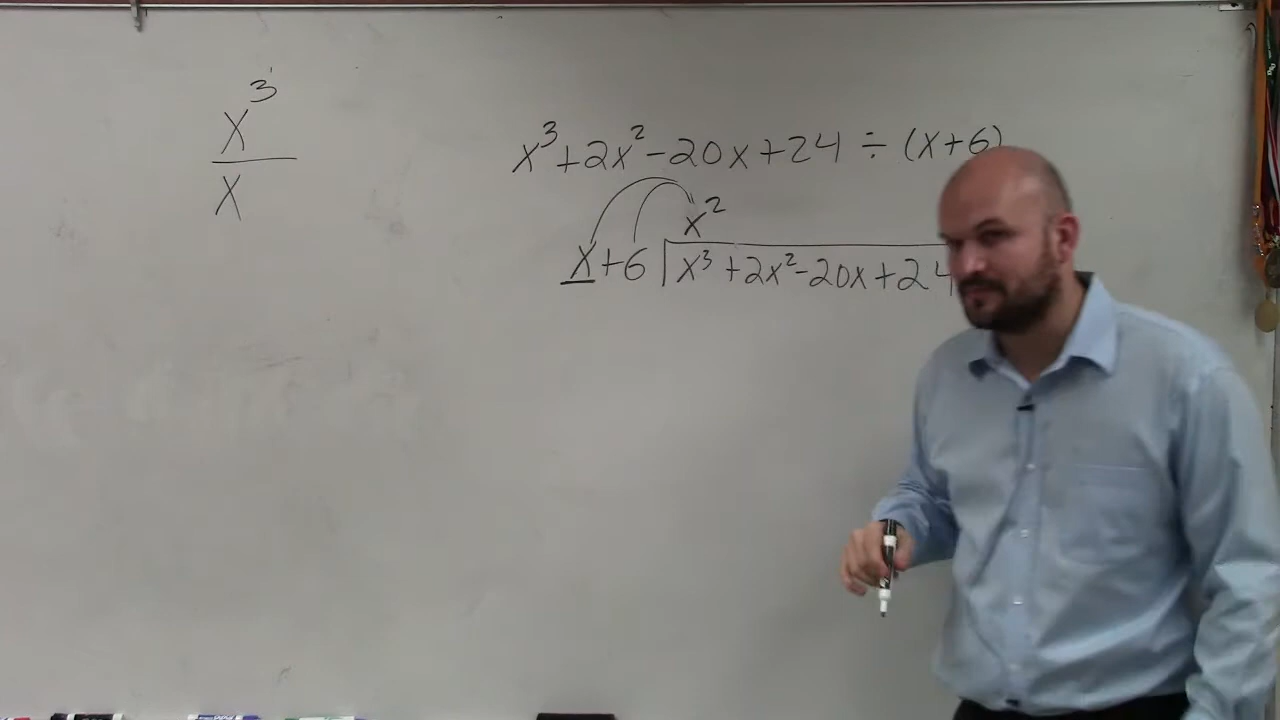 x³
x
x³+2x²-20x+24 ÷ (x+6)
x²
x+6 x³+2x²-20x+24